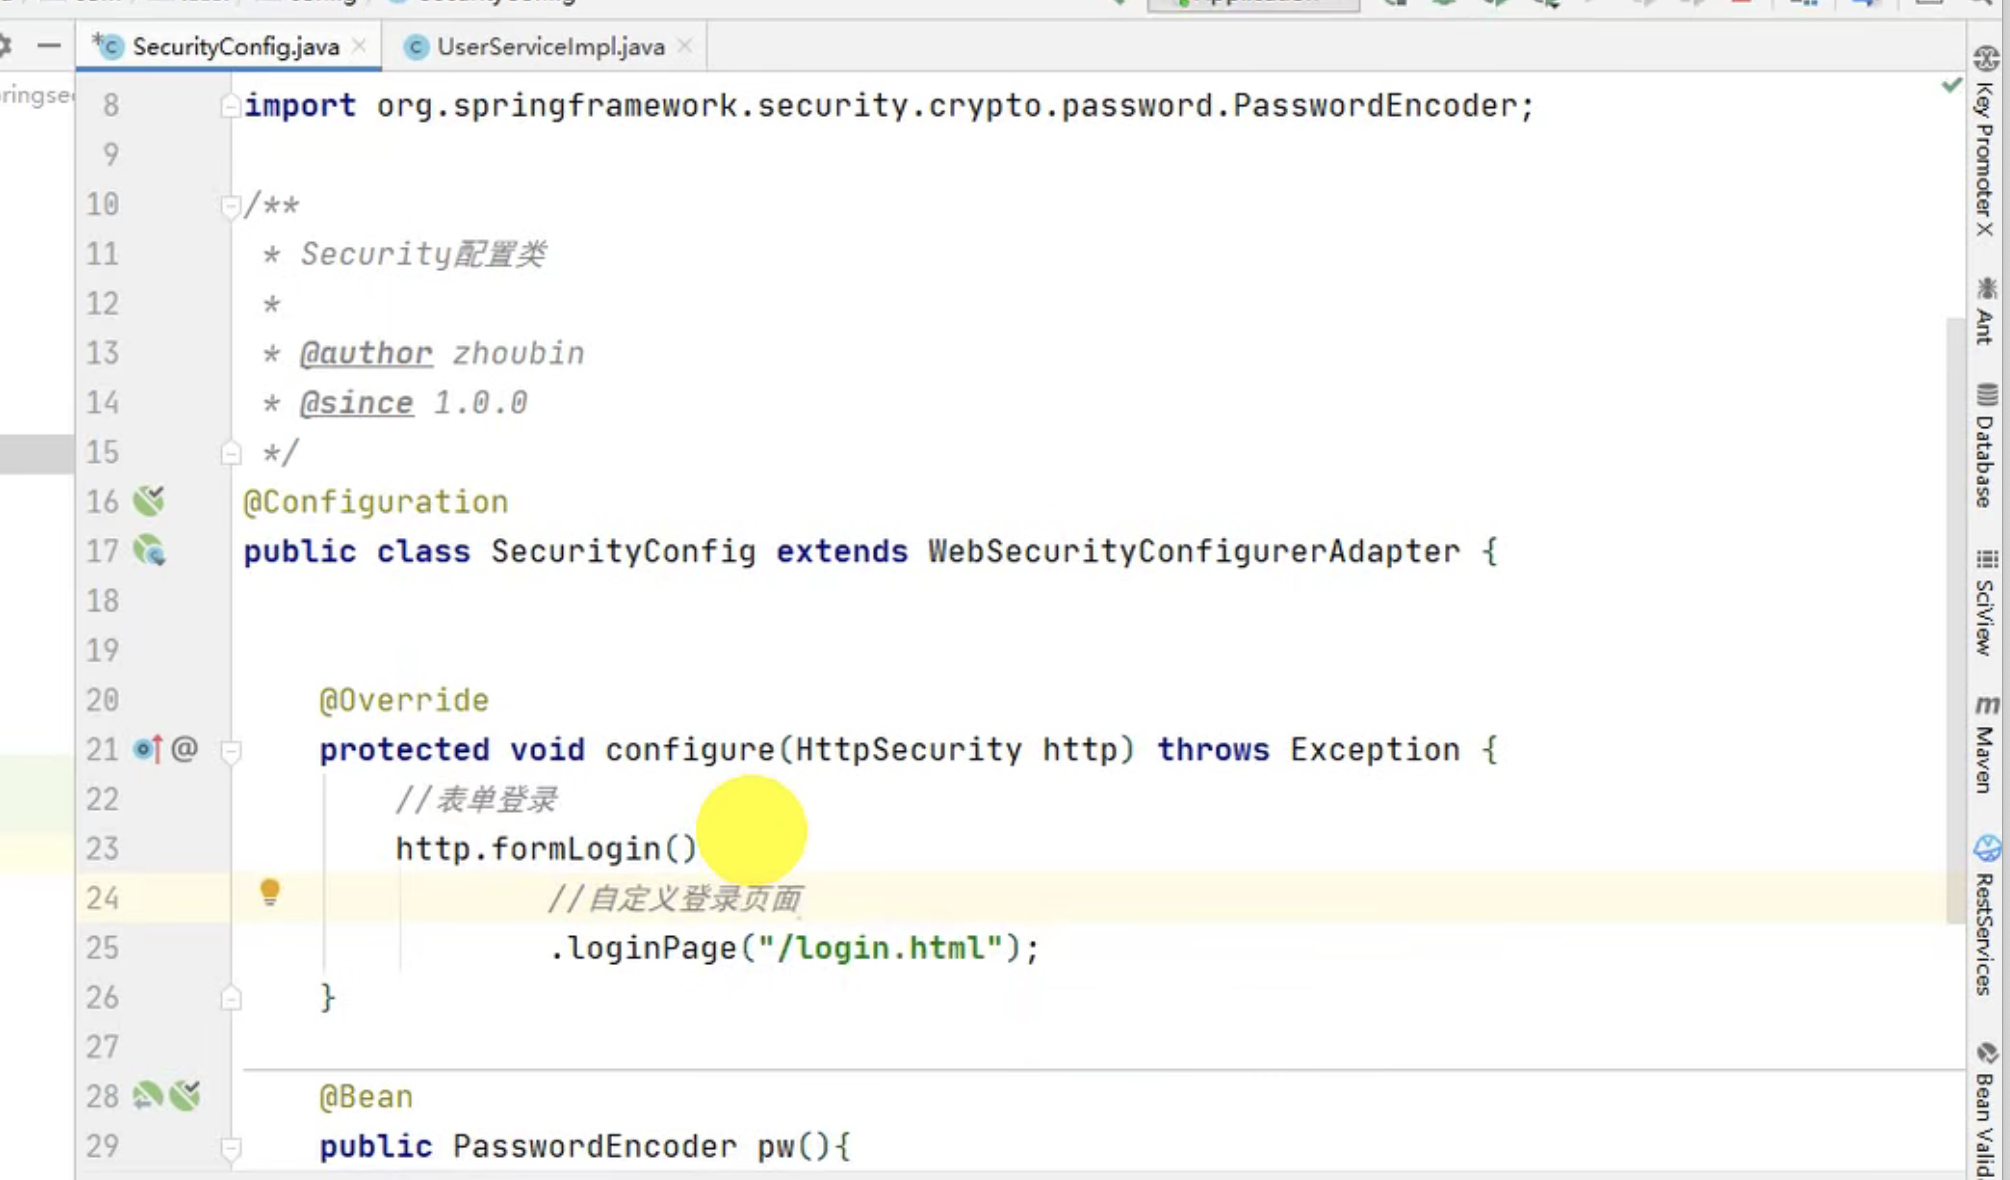 SecurityConfig.java
UserServiceImpl.java
8 import org.springframework.security.crypto.password.PasswordEncoder;
9
10 /**
11 * Security配置类
12 *
13 * @author zhoubin
14 * @since 1.0.0
15 */
16 @Configuration
17 public class SecurityConfig extends WebSecurityConfigurerAdapter {
18
19
20 @Override
21 @ protected void configure(HttpSecurity http) throws Exception {
22 //表单登录
23 http.formLogin()
24 //自定义登录页面
25 .loginPage("/login.html");
26 }
27
28 @Bean
29 public PasswordEncoder pw(){
Key Promoter X
Ant
Database
SciView
Maven
RestServices
Bean Valid